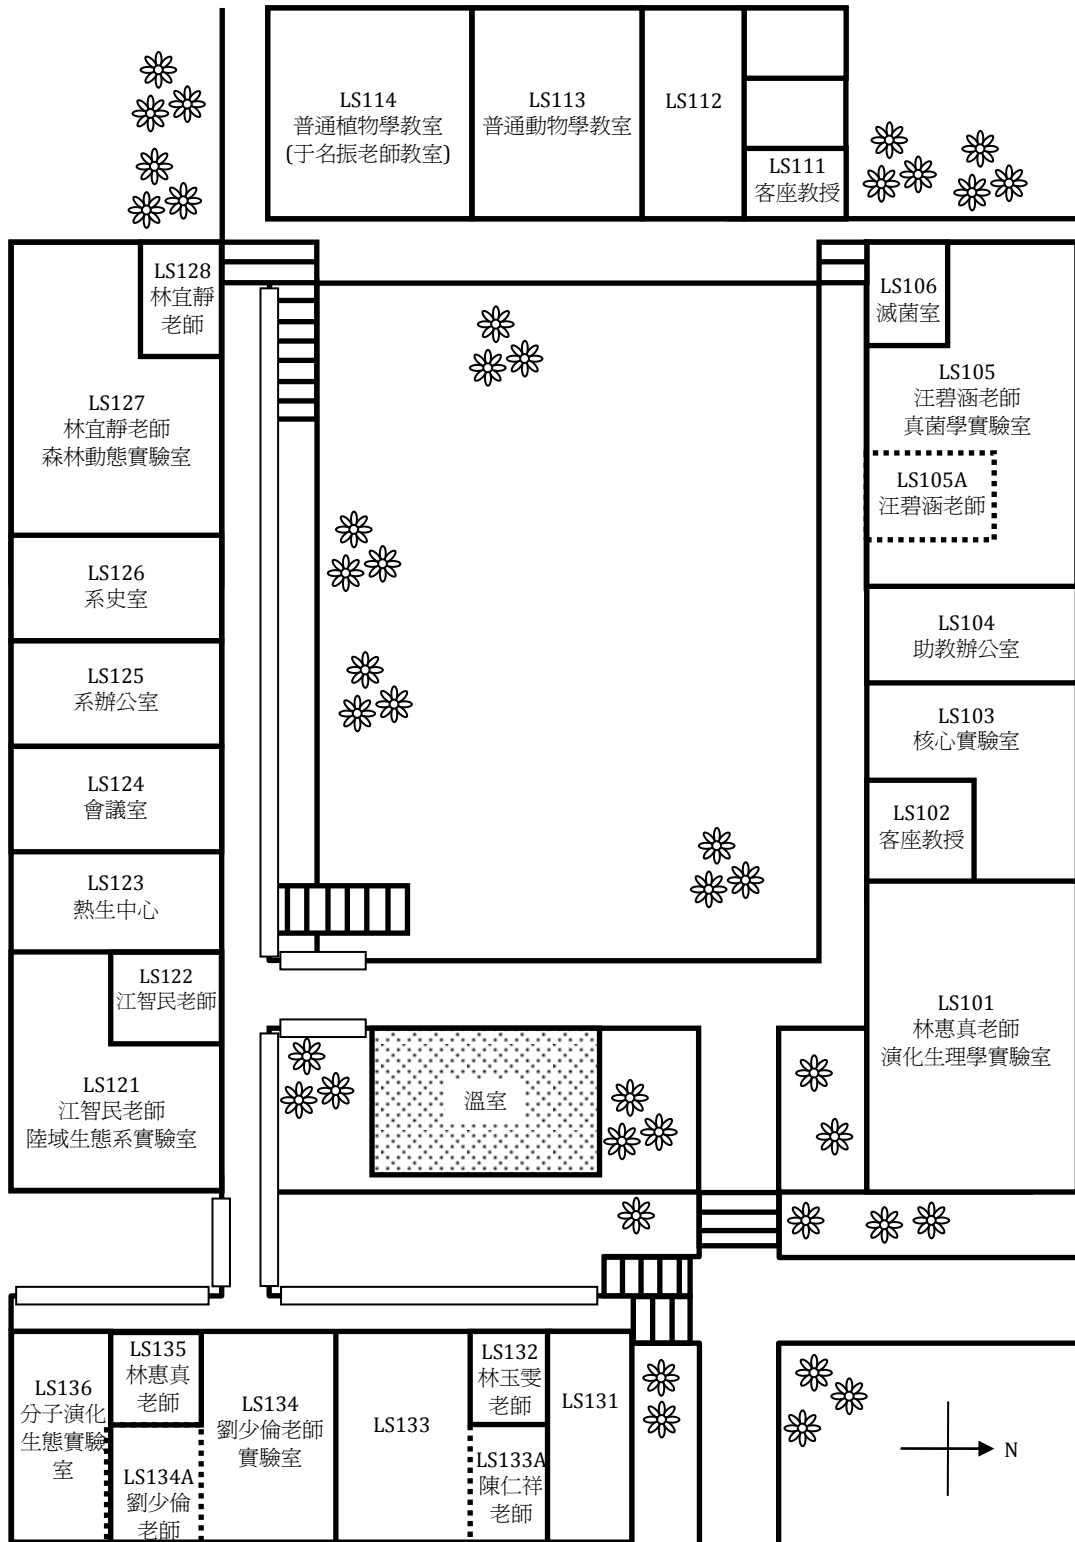 LS114
普通植物學教室
(于名振老師教室)
LS113
普通動物學教室
LS112
LS111
客座教授
LS128
林宜靜
老師
LS106
滅菌室
LS127
林宜靜老師
森林動態實驗室
LS105
汪碧涵老師
真菌學實驗室
LS105A
汪碧涵老師
LS126
系史室
LS104
助教辦公室
LS125
系辦公室
LS103
核心實驗室
LS124
會議室
LS102
客座教授
LS123
熱生中心
LS122
江智民老師
LS101
林惠真老師
演化生理學實驗室
LS121
江智民老師
陸域生態系實驗室
溫室
LS136
分子演化
生態實驗
室
LS135
林惠真
老師
LS134A
劉少倫
老師
LS134
劉少倫老師
實驗室
LS133
LS132
林玉雯
老師
LS133A
陳仁祥
老師
LS131
N